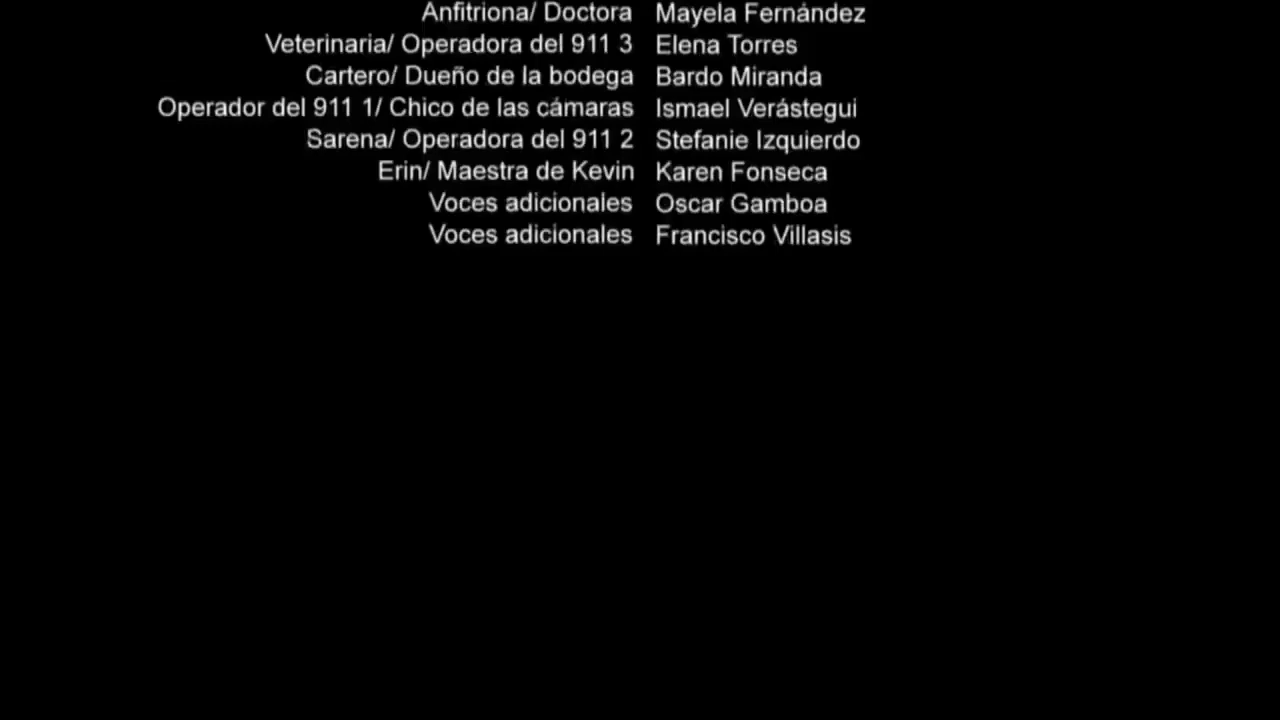 Anfitriona/ Doctora Mayela Fernández
Veterinaria/ Operadora del 911 3 Elena Torres
Cartero/ Dueño de la bodega Bardo Miranda
Operador del 911 1/ Chico de las cámaras Ismael Verástegui
Sarena/ Operadora del 911 2 Stefanie Izquierdo
Erin/ Maestra de Kevin Karen Fonseca
Voces adicionales Oscar Gamboa
Voces adicionales Francisco Villasis